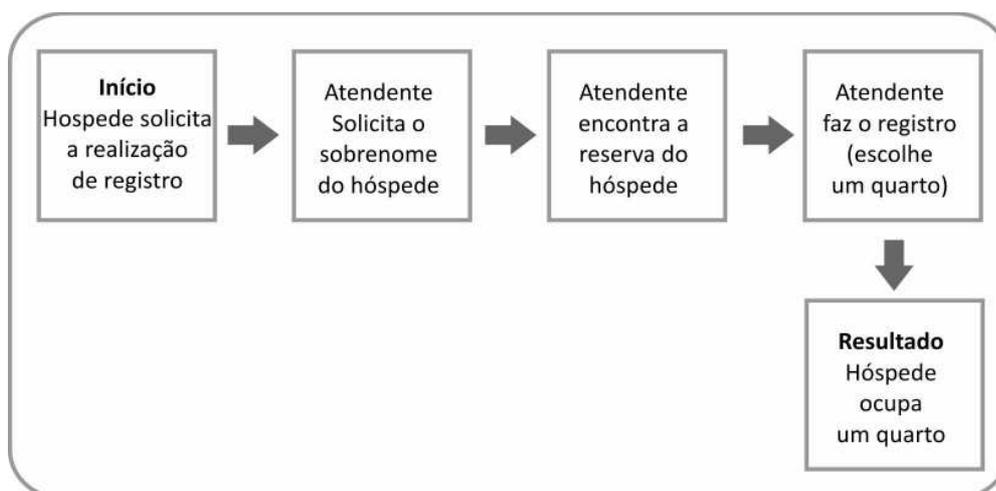 Início
Hospede solicita
a realização
de registro
Atendente
Solicita o
sobrenome
do hóspede
Atendente
encontra a
reserva do
hóspede
Atendente
faz o registro
(escolhe
um quarto)
Resultado
Hóspede
ocupa
um quarto